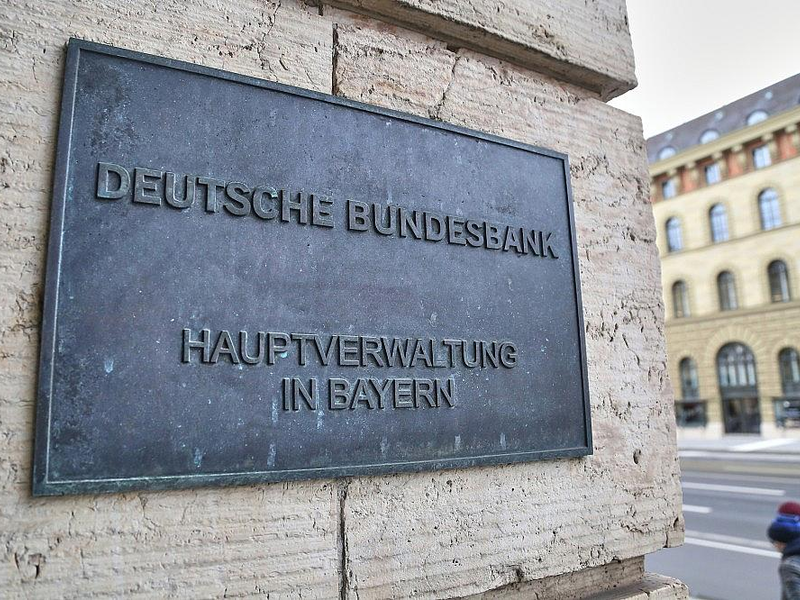 DEUTSCHE BUNDESBANK
HAUPTVERWALTUNG
IN BAYERN